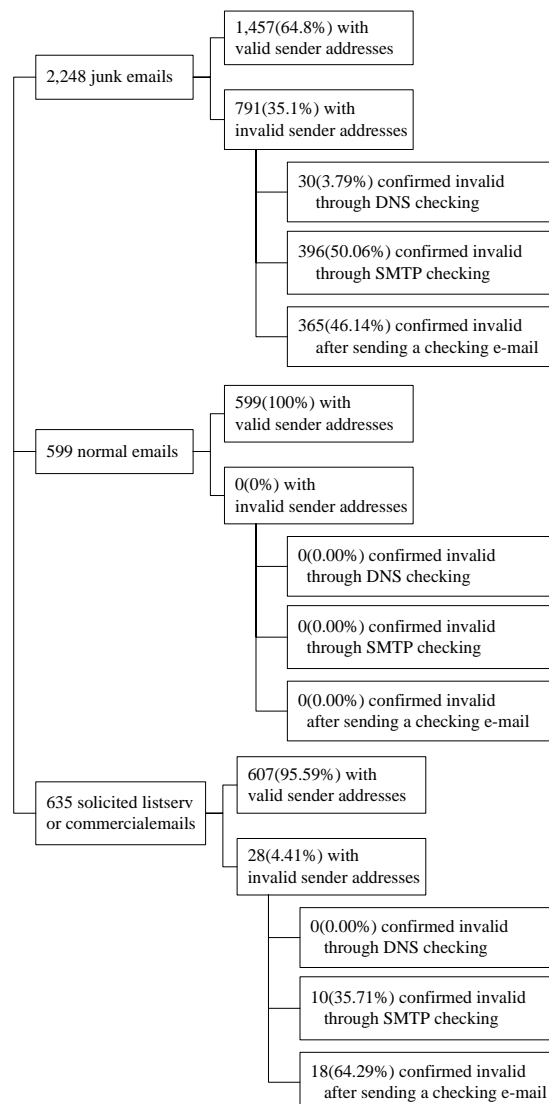 1,457(64.8%) with
valid sender addresses
2,248 junk emails
791(35.1%) with
invalid sender addresses
30(3.79%) confirmed invalid
through DNS checking
396(50.06%) confirmed invalid
through SMTP checking
365(46.14%) confirmed invalid
after sending a checking e-mail
599(100%) with
valid sender addresses
599 normal emails
0(0%) with
invalid sender addresses
0(0.00%) confirmed invalid
through DNS checking
0(0.00%) confirmed invalid
through SMTP checking
0(0.00%) confirmed invalid
after sending a checking e-mail
607(95.59%) with
valid sender addresses
635 solicited listserv
or commercialemails
28(4.41%) with
invalid sender addresses
0(0.00%) confirmed invalid
through DNS checking
10(35.71%) confirmed invalid
through SMTP checking
18(64.29%) confirmed invalid
after sending a checking e-mail